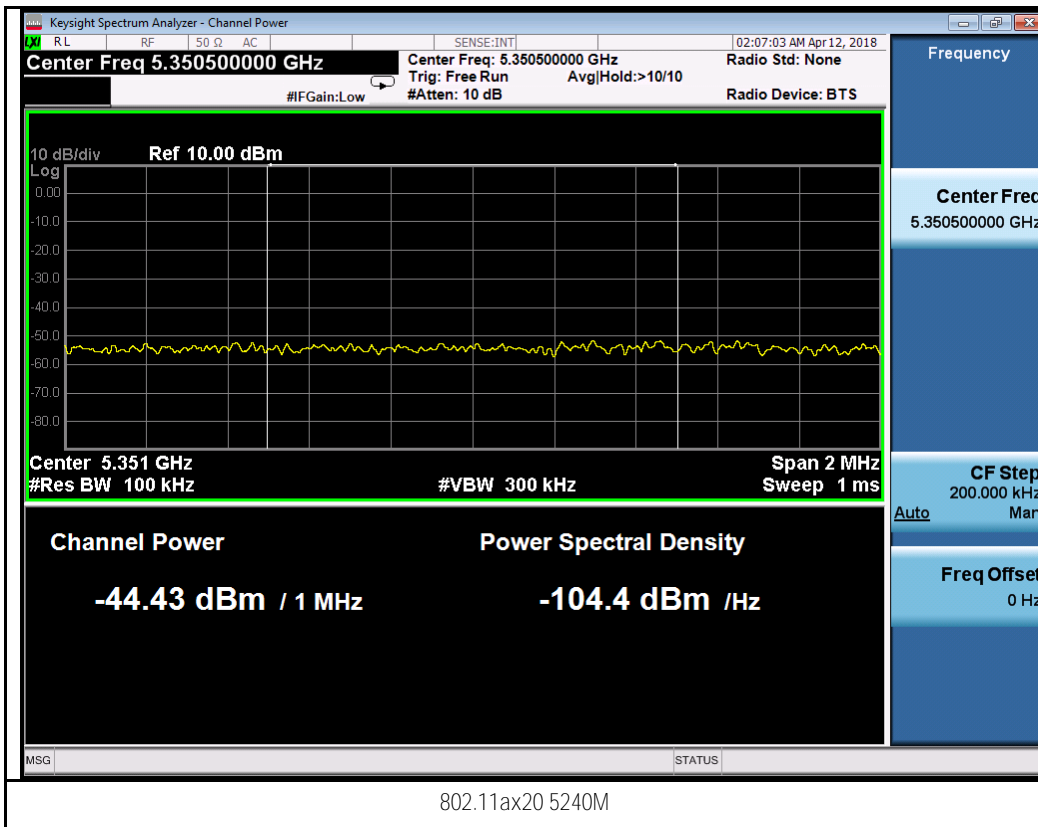 Keysight Spectrum Analyzer - Channel Power
LXI RL RF 50 Ω AC SENSE:INT 02:07:03 AM Apr 12, 2018
Center Freq 5.350500000 GHz
#IFGain:Low
Center Freq: 5.350500000 GHz
Trig: Free Run Avg|Hold:>10/10
#Atten: 10 dB
Radio Std: None
Radio Device: BTS
10 dB/div Ref 10.00 dBm
Log
0.00
-10.0
-20.0
-30.0
-40.0
-50.0
-60.0
-70.0
-80.0
Center 5.351 GHz Span 2 MHz
#Res BW 100 kHz #VBW 300 kHz Sweep 1 ms
Channel Power Power Spectral Density
-44.43 dBm / 1 MHz -104.4 dBm /Hz
Frequency
Center Freq
5.350500000 GHz
CF Step
200.000 kHz
Auto Man
Freq Offset
0 Hz
MSG STATUS
802.11ax20 5240M